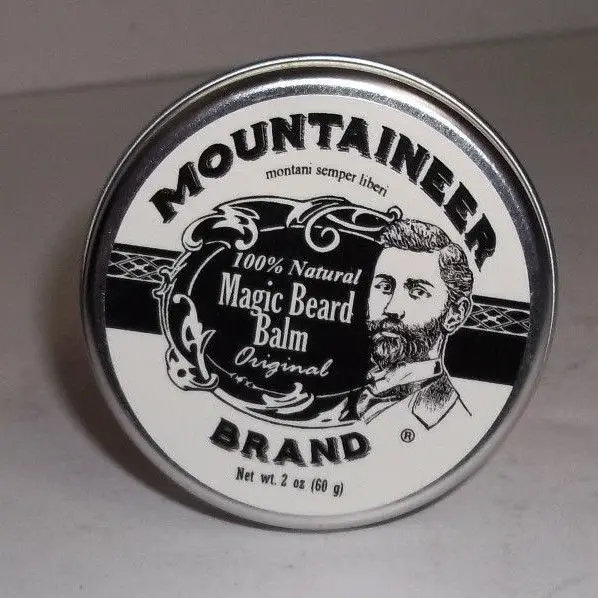 MOUNTAINEER
montani semper liberi
100% Natural
Magic Beard
Balm
Original
BRAND
®
Net wt. 2 oz (60 g)